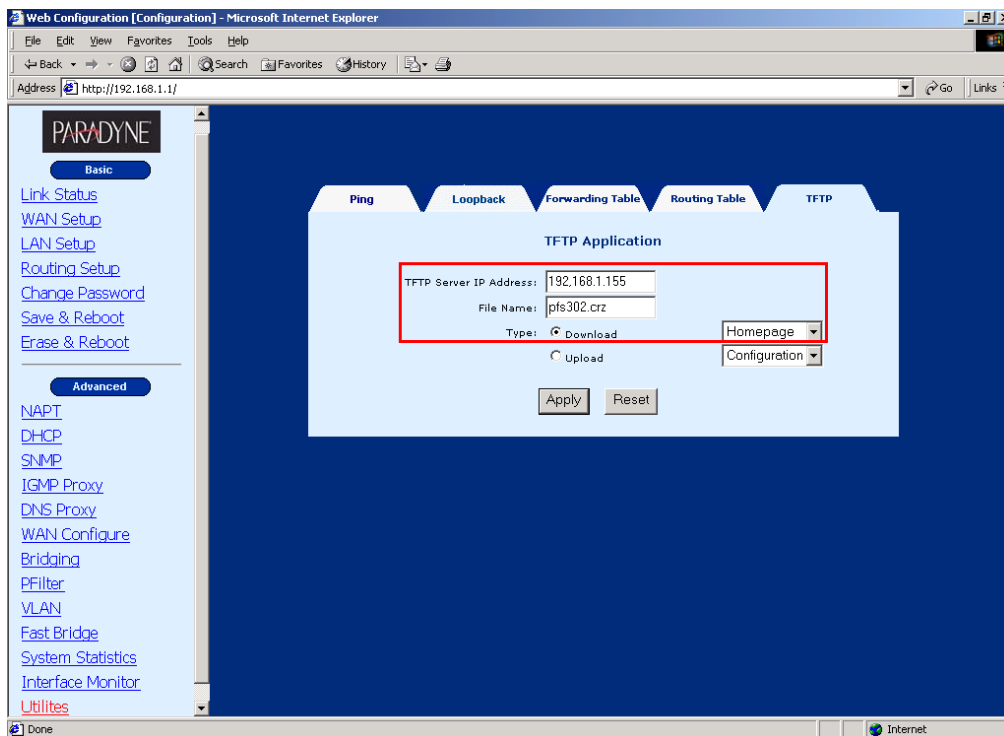 Web Configuration [Configurat] - Microsoft Internet Explorer
File Edit View Favorites Tools Help
Back Search Favorites History
Address http://192.168.1.1/ Go Links
PARADYNE
Basic
Link Status
WAN Setup
LAN Setup
Routing Setup
Change Password
Save & Reboot
Erase & Reboot
Advanced
NAPT
DHCP
SNMP
IGMP Proxy
DNS Proxy
WAN Configure
Bridging
PFilter
VLAN
Fast Bridge
System Statistics
Interface Monitor
Utilites
Ping Loopback Forwarding Table Routing Table TFTP
TFTP Application
TFTP Server IP Address: 192,168.1.155
File Name: pfs302.crz
Type: Download Homepage
Upload Configuration
Apply Reset
Done Internet